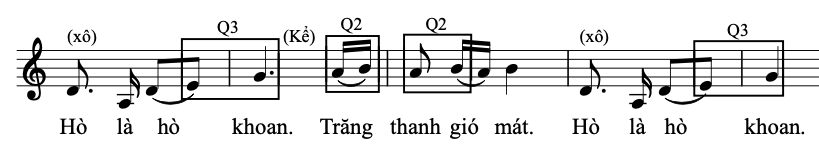 (xô) Q3 (Kể) Q2 Q2 (xô) Q3
Hò là hò khoan. Trăng thanh gió mát. Hò là hò khoan.